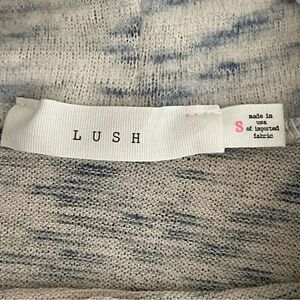 LUSH
S
made in
usa
of imported
fabric